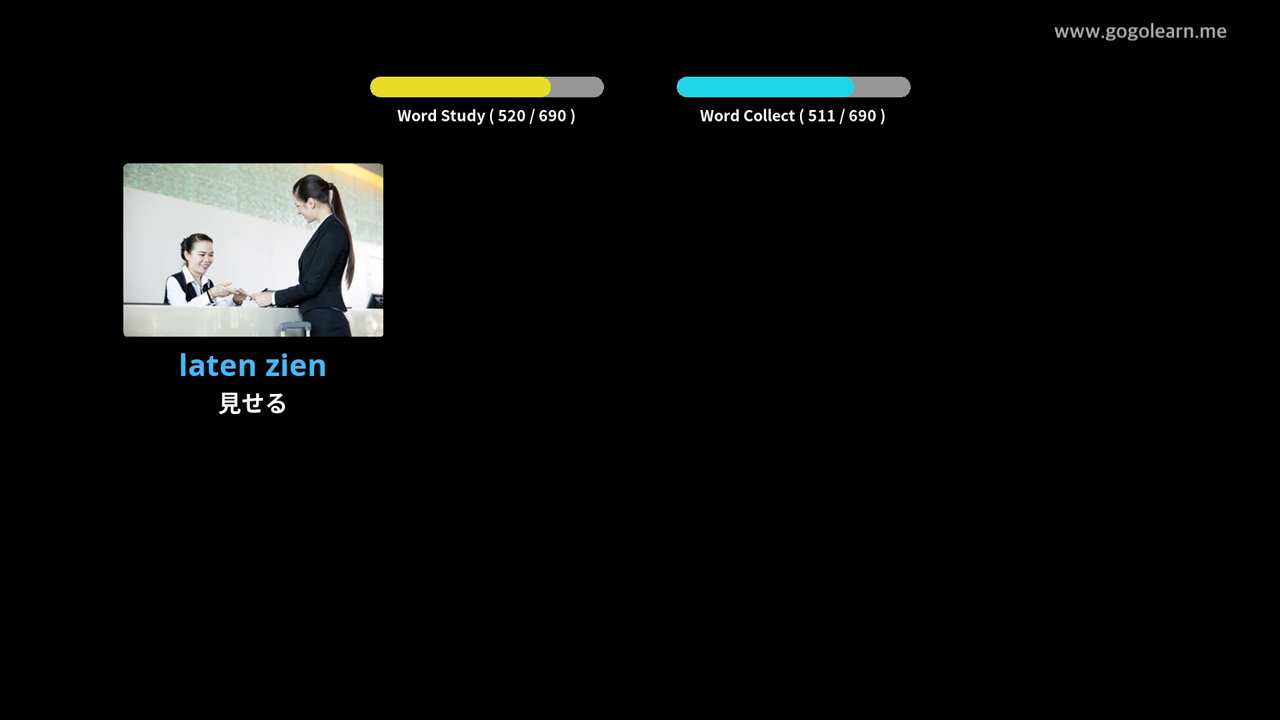 www.gogolearn.me
Word Study ( 520 / 690 )
Word Collect ( 511 / 690 )
laten zien
見せる